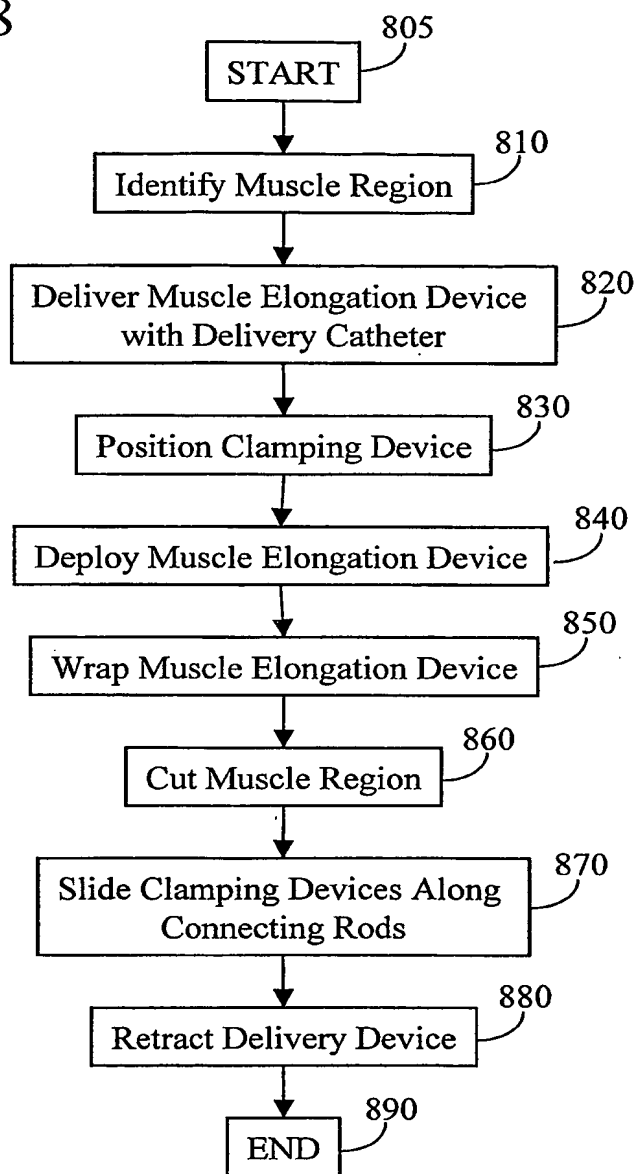 8
805
START
810
Identify Muscle Region
820
Deliver Muscle Elongation Device
with Delivery Catheter
830
Position Clamping Device
840
Deploy Muscle Elongation Device
850
Wrap Muscle Elongation Device
860
Cut Muscle Region
870
Slide Clamping Devices Along
Connecting Rods
880
Retract Delivery Device
890
END